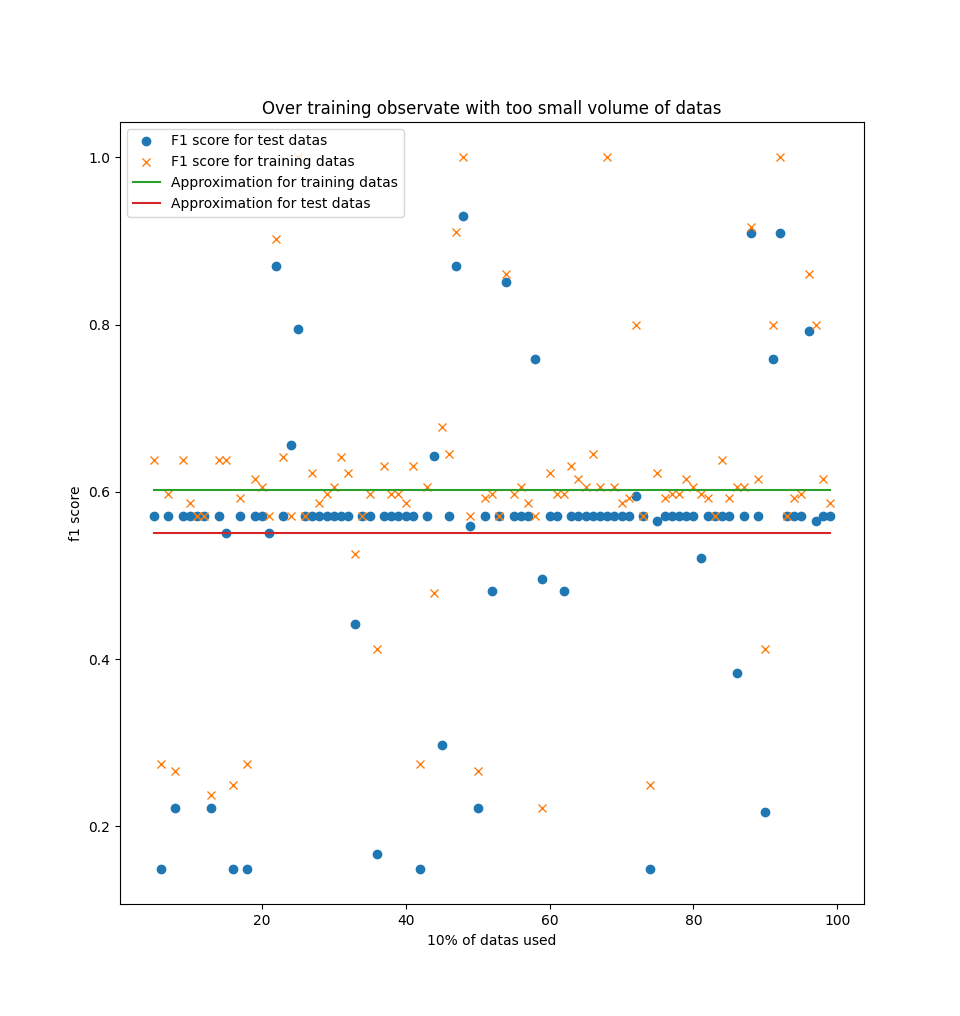 Over training observate with too small volume of datas
F1 score for test datas
F1 score for training datas
Approximation for training datas
Approximation for test datas
1.0
0.8
0.6
0.4
0.2
f1 score
20 40 60 80 100
10% of datas used